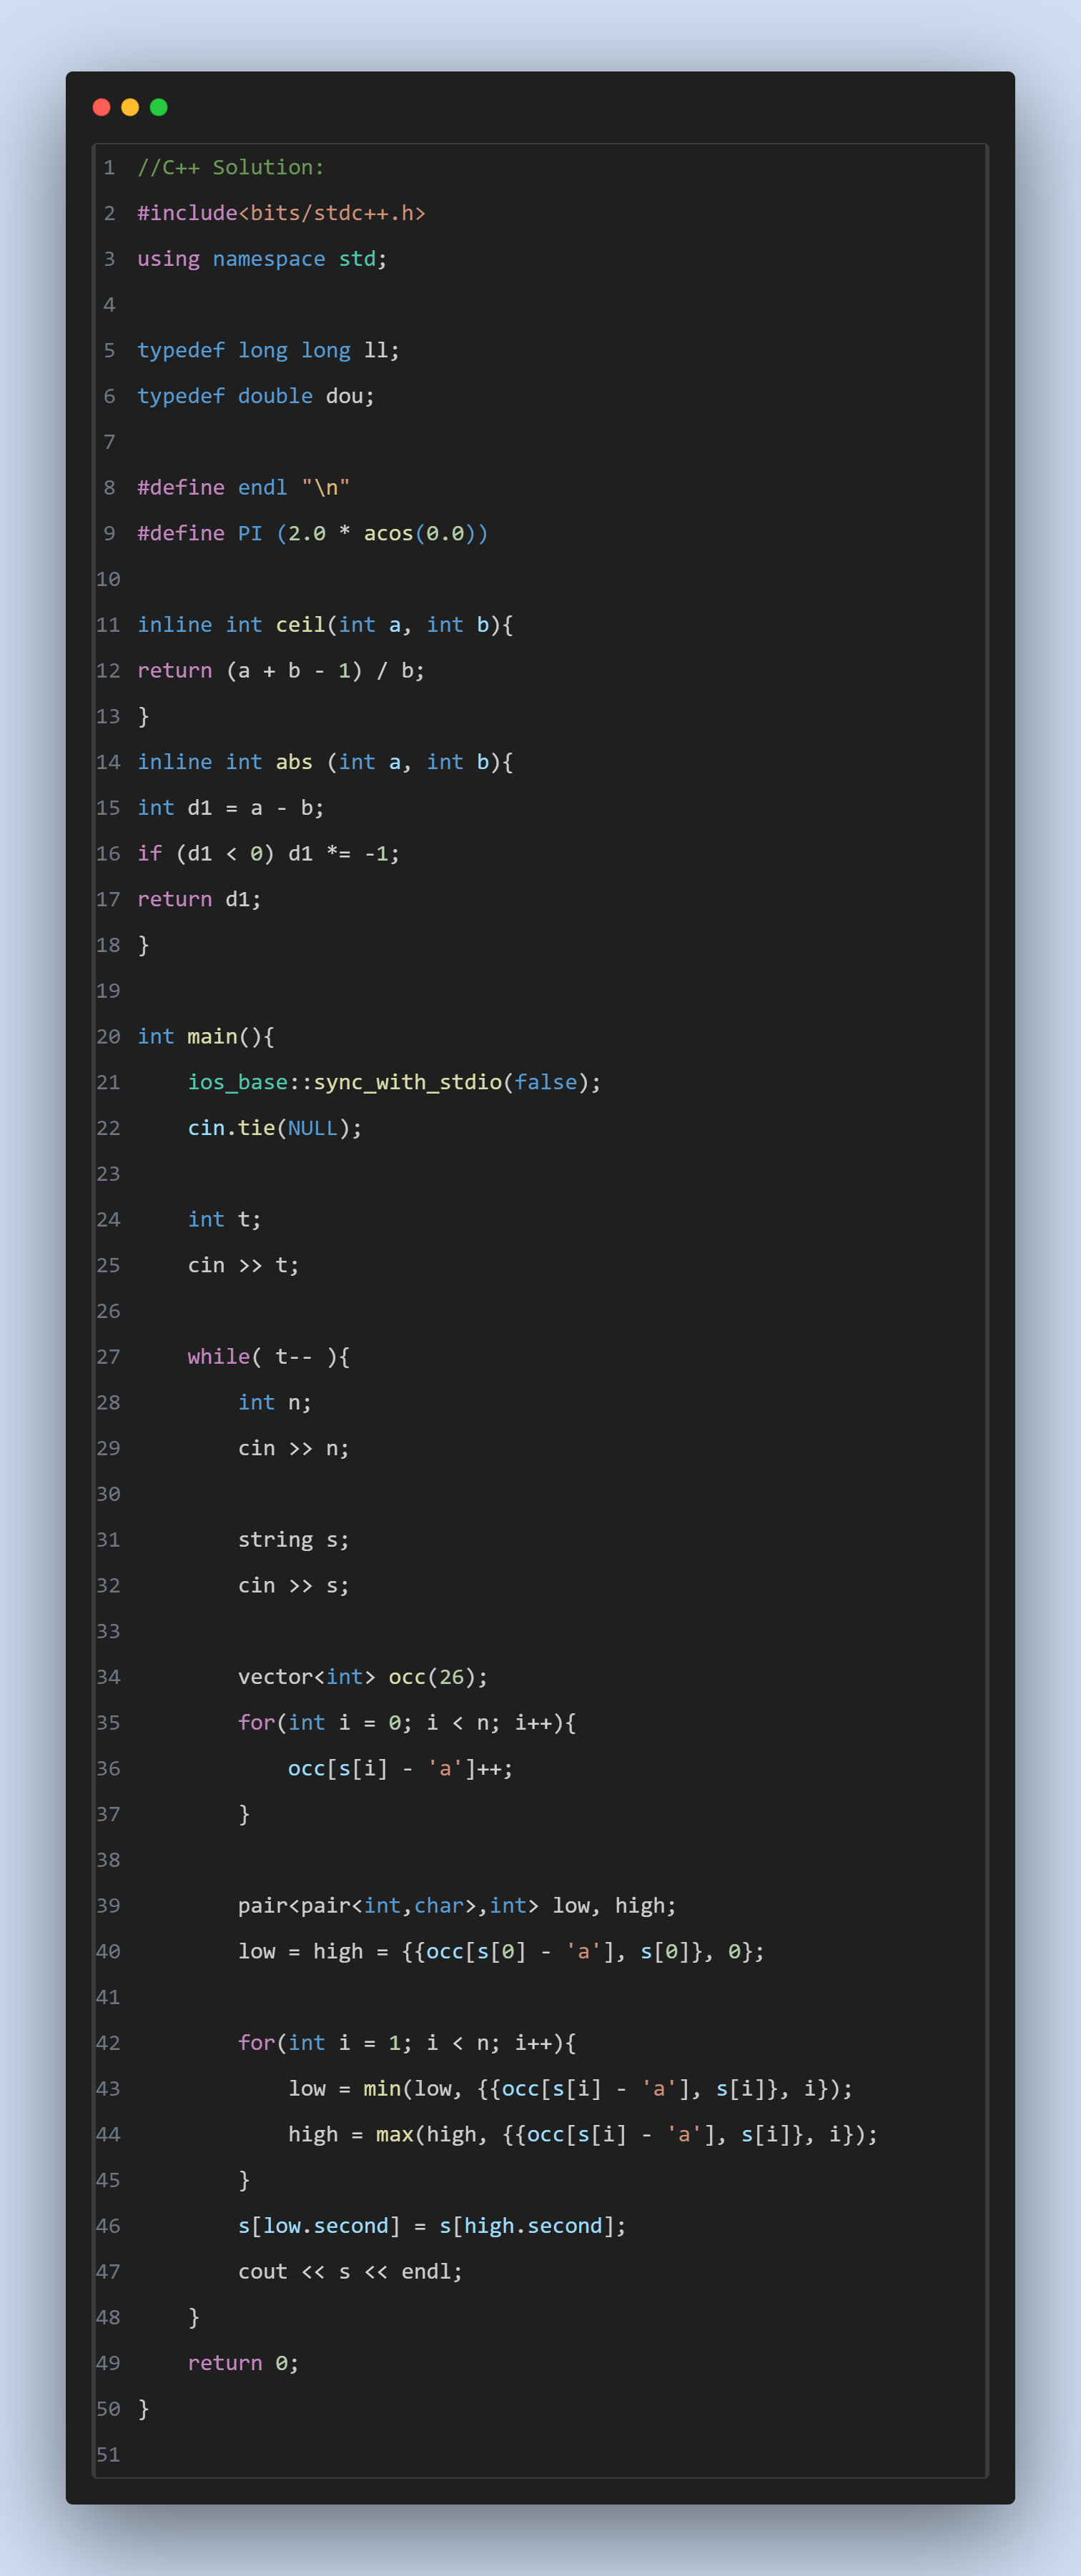 1 //C++ Solution:
2 #include<bits/stdc++.h>
3 using namespace std;
4
5 typedef long long ll;
6 typedef double dou;
7
8 #define endl "\n"
9 #define PI (2.0 * acos(0.0))
10
11 inline int ceil(int a, int b){
12 return (a + b - 1) / b;
13 }
14 inline int abs (int a, int b){
15 int d1 = a - b;
16 if (d1 < 0) d1 *= -1;
17 return d1;
18 }
19
20 int main(){
21     ios_base::sync_with_stdio(false);
22     cin.tie(NULL);
23
24     int t;
25     cin >> t;
26
27     while( t-- ){
28         int n;
29         cin >> n;
30
31         string s;
32         cin >> s;
33
34         vector<int> occ(26);
35         for(int i = 0; i < n; i++){
36             occ[s[i] - 'a']++;
37         }
38
39         pair<pair<int,char>,int> low, high;
40         low = high = {{occ[s[0] - 'a'], s[0]}, 0};
41
42         for(int i = 1; i < n; i++){
43             low = min(low, {{occ[s[i] - 'a'], s[i]}, i});
44             high = max(high, {{occ[s[i] - 'a'], s[i]}, i});
45         }
46         s[low.second] = s[high.second];
47         cout << s << endl;
48     }
49     return 0;
50 }
51